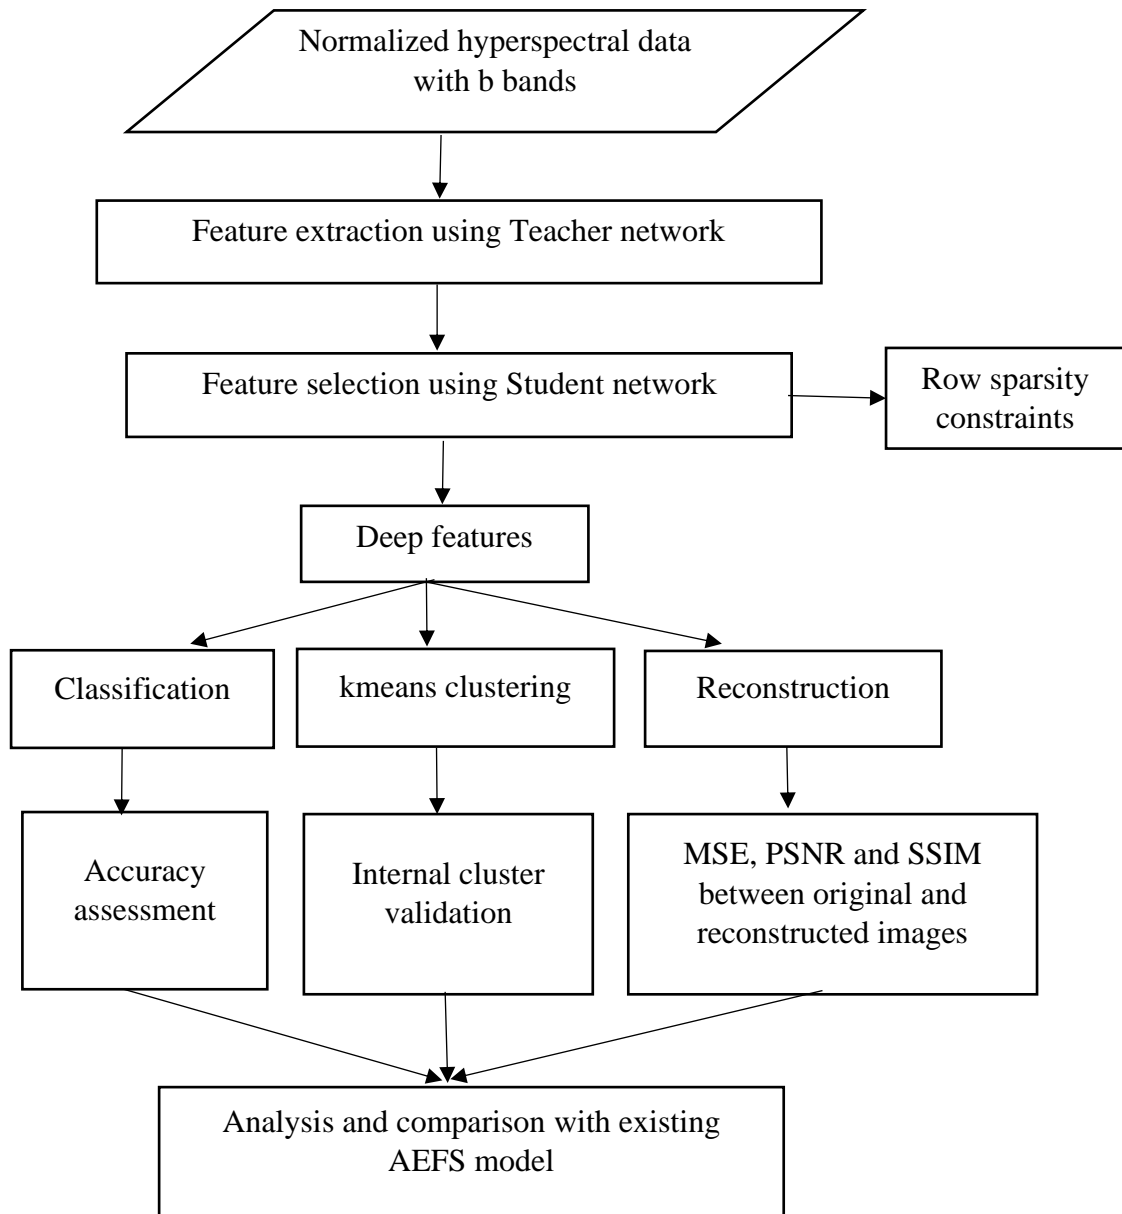 Normalized hyperspectral data
with b bands
Feature extraction using Teacher network
Feature selection using Student network
Row sparsity
constraints
Deep features
Classification
kmeans clustering
Reconstruction
Accuracy
assessment
Internal cluster
validation
MSE, PSNR and SSIM
between original and
reconstructed images
Analysis and comparison with existing
AEFS model